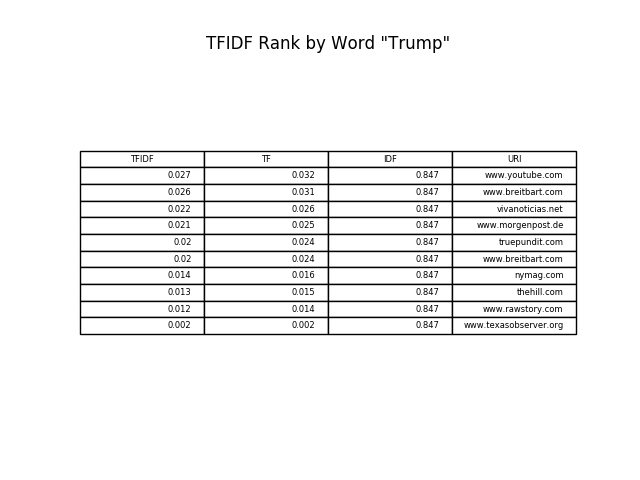 TFIDF Rank by Word "Trump"
TFIDF TF IDF URI
0.027 0.032 0.847 www.youtube.com
0.026 0.031 0.847 www.breitbart.com
0.022 0.026 0.847 vivanoticias.net
0.021 0.025 0.847 www.morgenpost.de
0.02 0.024 0.847 truepundit.com
0.02 0.024 0.847 www.breitbart.com
0.014 0.016 0.847 nymag.com
0.013 0.015 0.847 thehill.com
0.012 0.014 0.847 www.rawstory.com
0.002 0.002 0.847 www.texasobserver.org